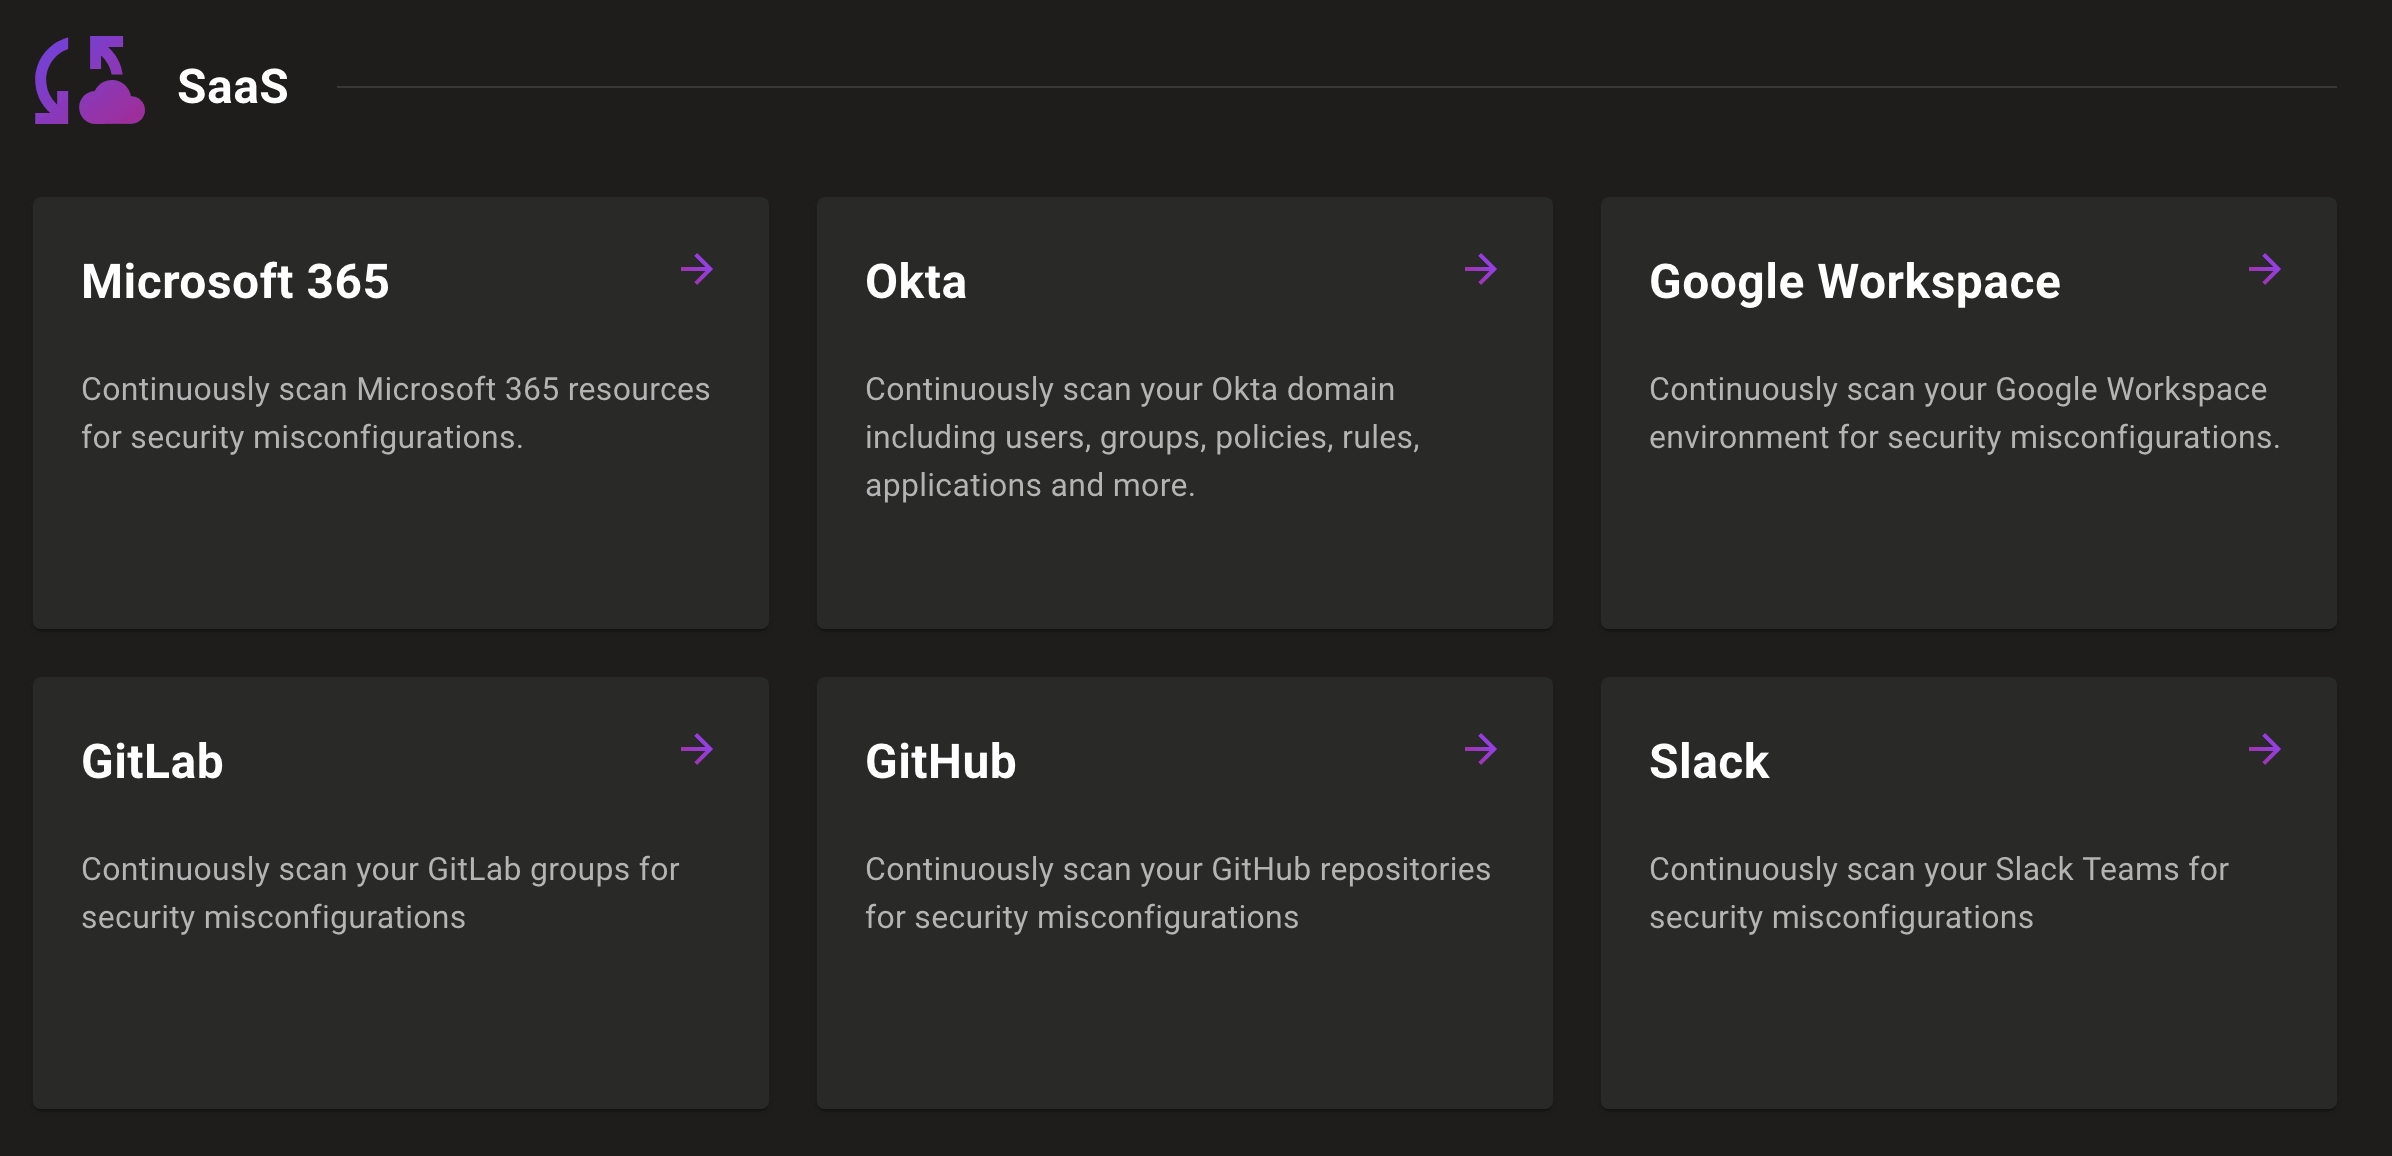 SaaS
Microsoft 365
Continuously scan Microsoft 365 resources
for security misconfigurations.
Okta
Continuously scan your Okta domain
including users, groups, policies, rules,
applications and more.
Google Workspace
Continuously scan your Google Workspace
environment for security misconfigurations.
GitLab
Continuously scan your GitLab groups for
security misconfigurations
GitHub
Continuously scan your GitHub repositories
for security misconfigurations
Slack
Continuously scan your Slack Teams for
security misconfigurations